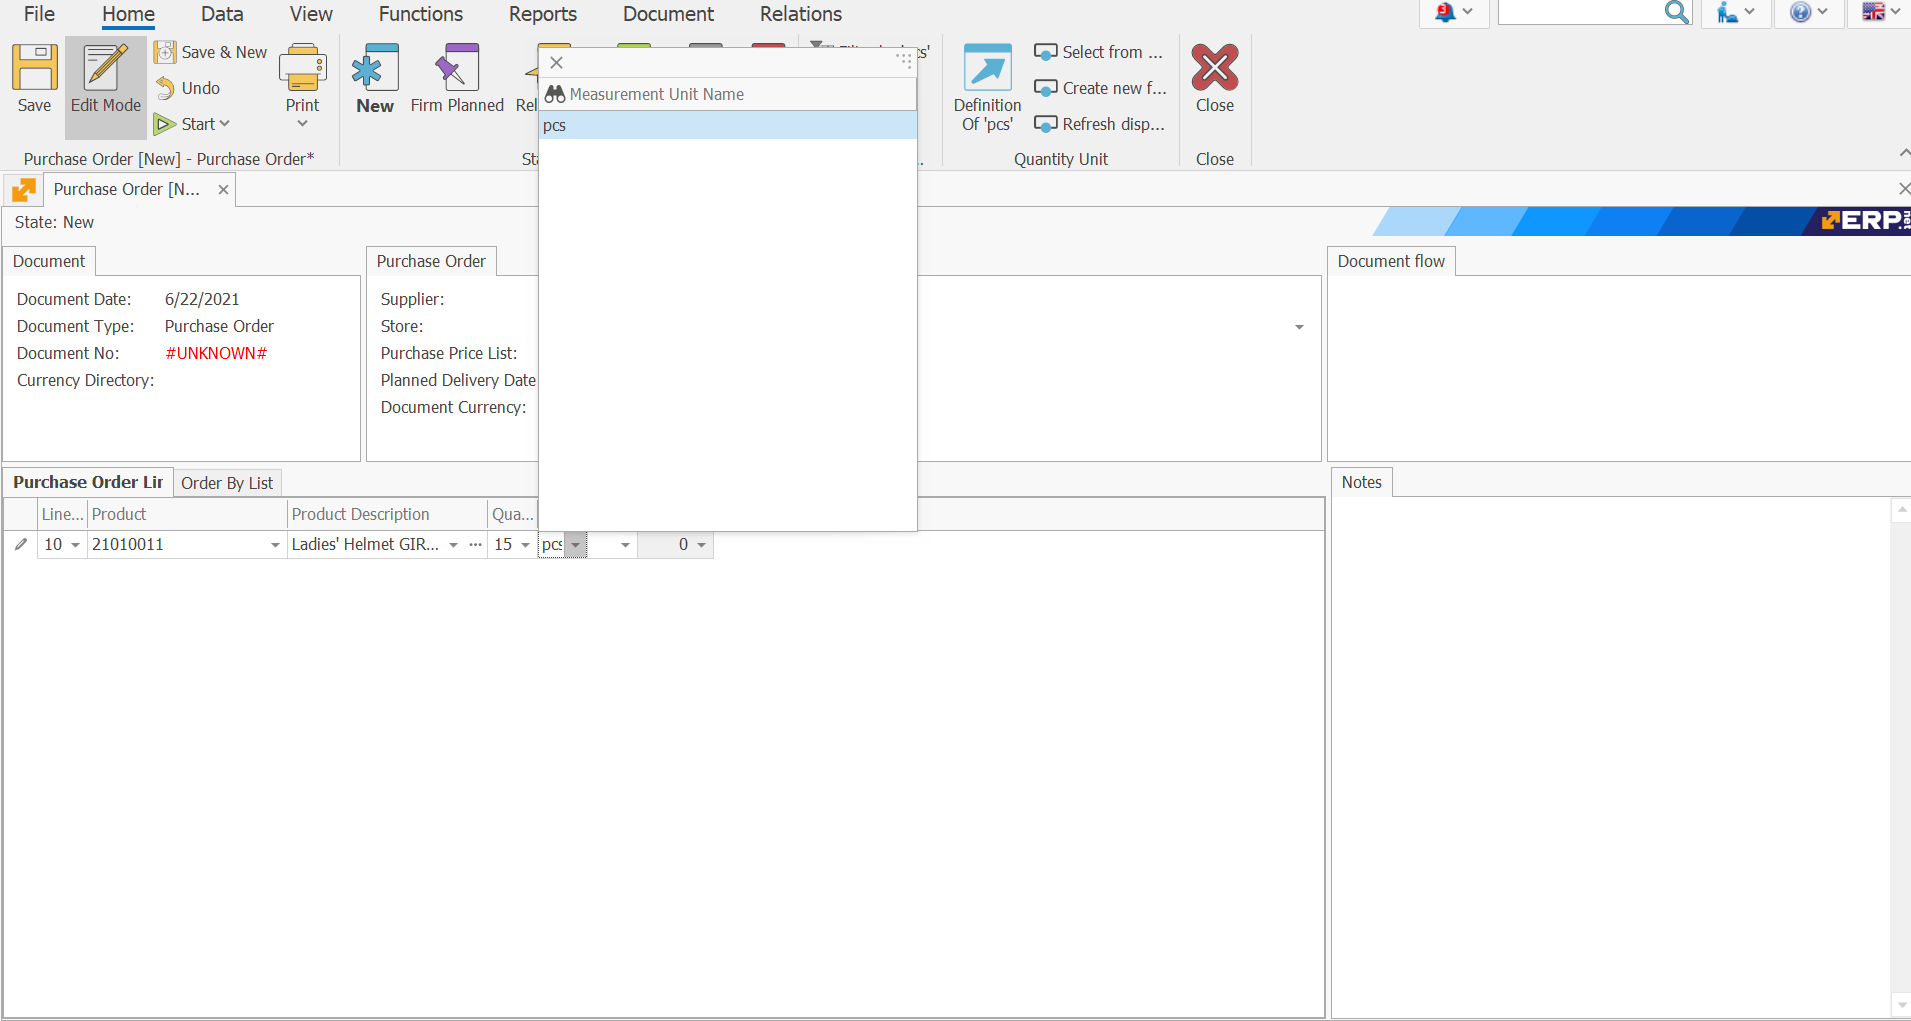 File Home Data View Functions Reports Document Relations
3
Save Edit Mode Save & New Undo Start Print
New Firm Planned
Definition Of 'pcs' Select from ... Create new f... Refresh disp...
Close
Purchase Order [New] - Purchase Order*
Quantity Unit
Close
Measurement Unit Name
pcs
Purchase Order [N...
State: New
ERP.net
Document
Document Date: 6/22/2021
Document Type: Purchase Order
Document No: #UNKNOWN#
Currency Directory:
Purchase Order
Supplier:
Store:
Purchase Price List:
Planned Delivery Date
Document Currency:
Document flow
Purchase Order Lir Order By List
Line... Product Product Description Qua...
10 21010011 Ladies' Helmet GIR... ... 15 pcs 0
Notes